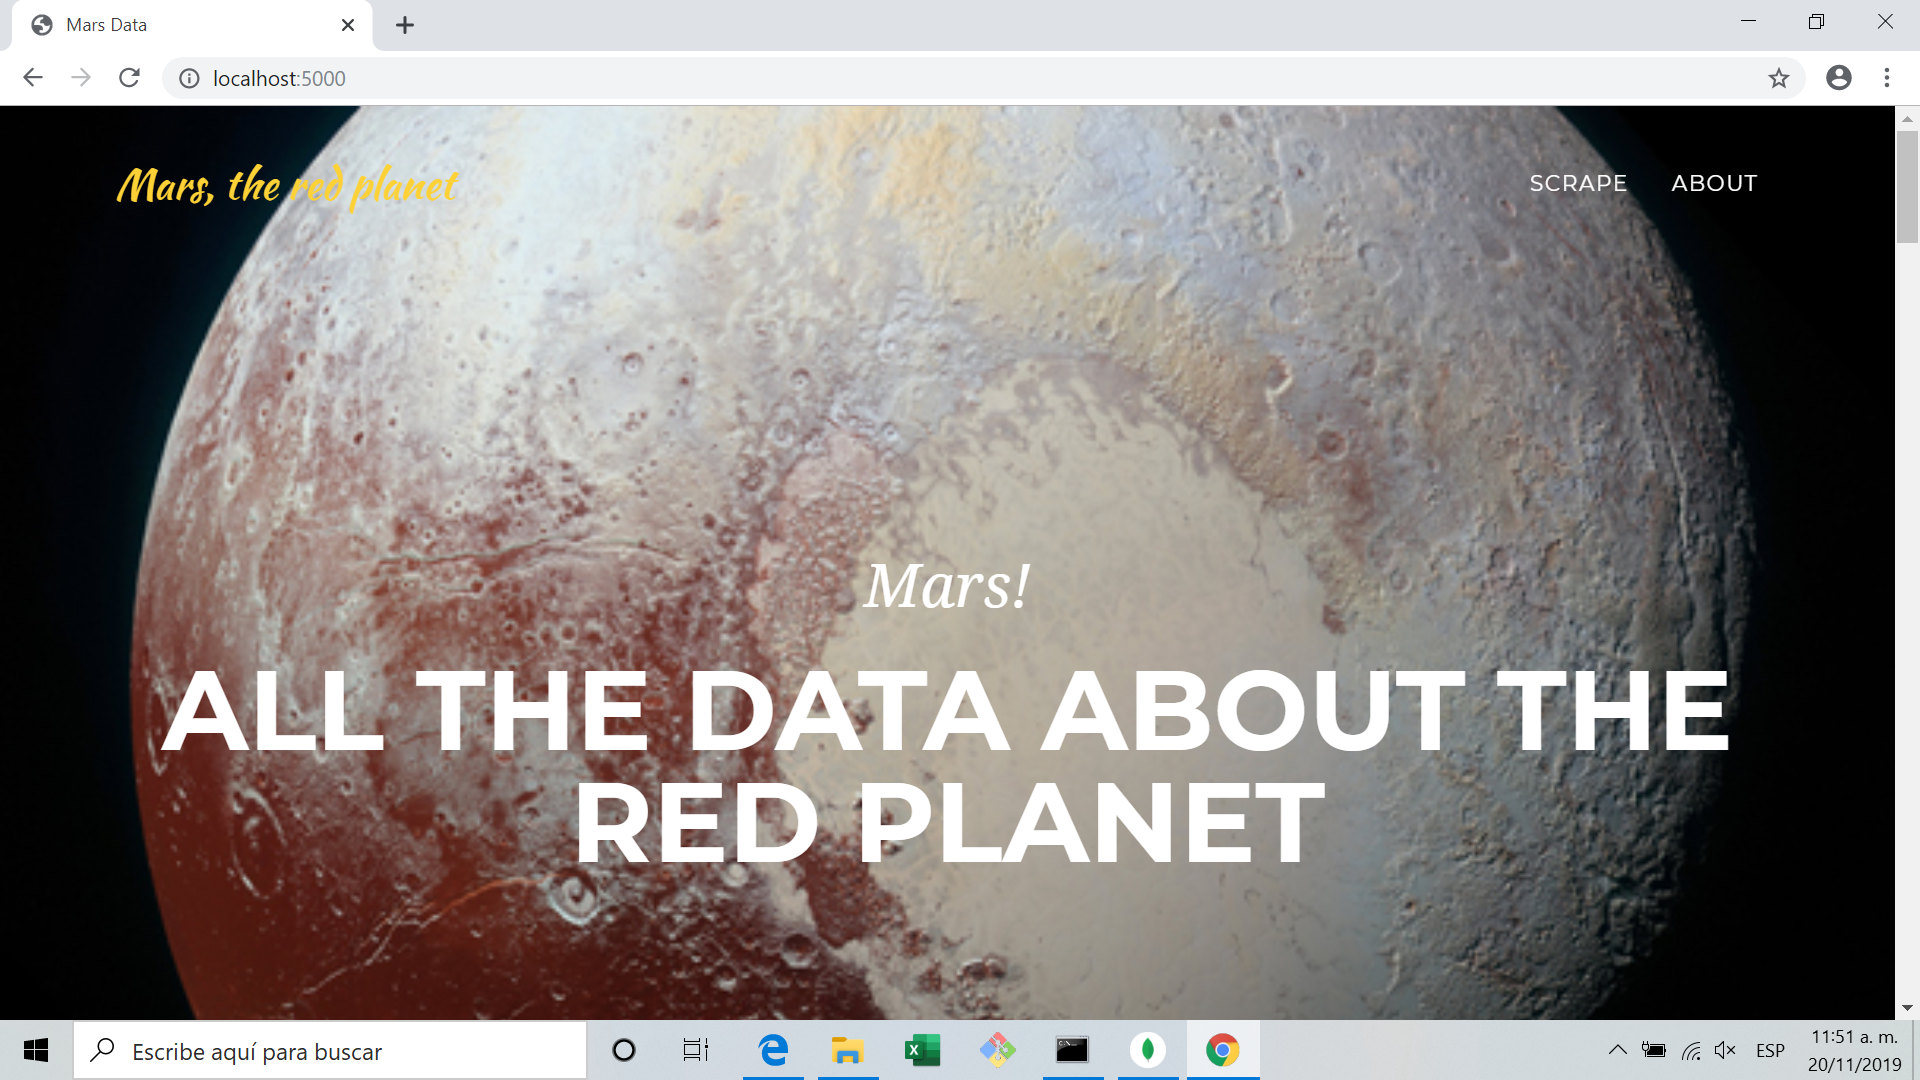 Mars Data
localhost:5000
Mars, the red planet
SCRAPE ABOUT
Mars!
ALL THE DATA ABOUT THE
RED PLANET
Escribe aquí para buscar
ESP
11:51 a. m.
20/11/2019